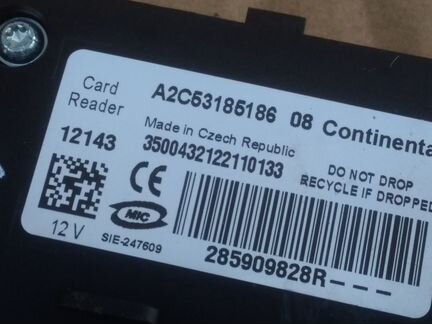 Card Reader
A2C53185186 08 Continenta
12143
Made in Czech Republic
3500432122110133
DO NOT DROP
RECYCLE IF DROPPED
CE
MIC
12 V
SIE-247609
285909828R---